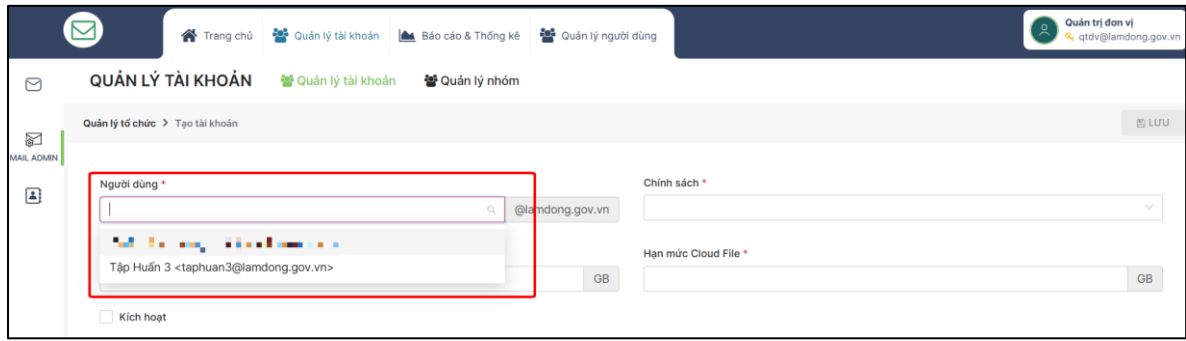 Trang chủ Quản lý tài khoản Báo cáo & Thống kê Quản lý người dùng
Quản trị đơn vị
qtdv@lamdong.gov.vn
QUẢN LÝ TÀI KHOẢN Quản lý tài khoản Quản lý nhóm
Quản lý tổ chức > Tạo tài khoản LƯU
MAIL ADMIN
Người dùng * Chính sách *
@lamdong.gov.vn
Tập Huấn 3 <taphuan3@lamdong.gov.vn>
Hạn mức Cloud File *
GB GB
Kích hoạt